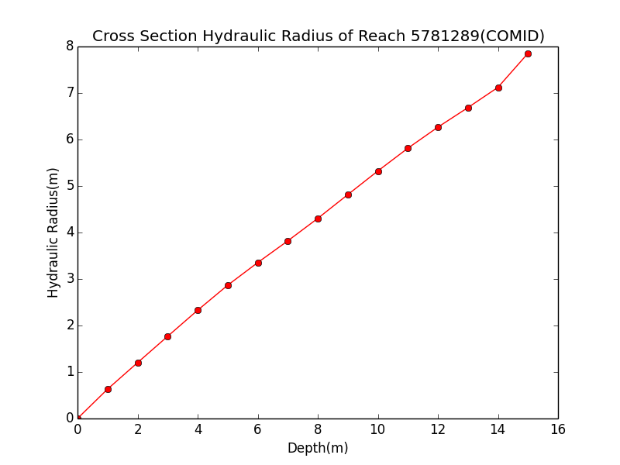 Cross Section Hydraulic Radius of Reach 5781289(COMID)
8
7
6
5
4
3
2
1
0
Hydraulic Radius(m)
0 2 4 6 8 10 12 14 16
Depth(m)